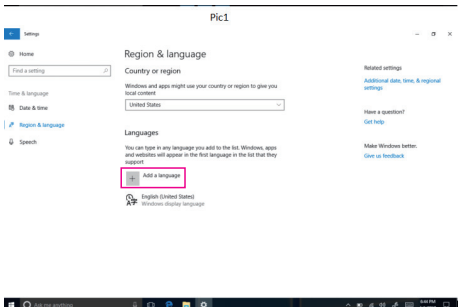 Pic1
Settings
Home
Region & language
Find a setting
Country or region
Related settings
Additional date, time, & regional
settings
Windows and apps might use your country or region to give you
local content
Time & language
United States
Date & time
Have a question?
Get help
Region & language
Languages
Speech
You can type in any language you add to the list. Windows, apps
and websites will appear in the first language in the list that they
support
Make Windows better.
Give us feedback
Add a language
English (United States)
Windows display language
Ask me anything